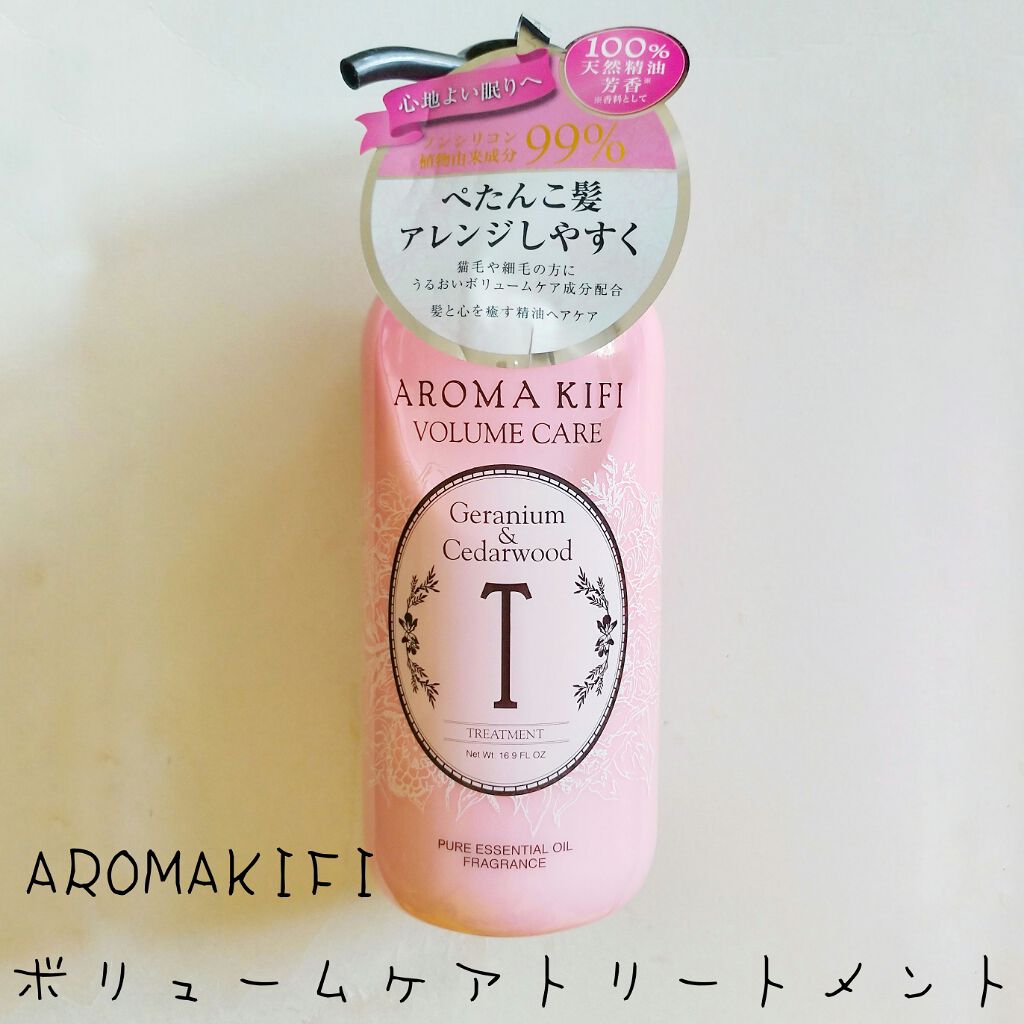 心地よい眠りへ
100%
天然精油
芳香※
※香料として
ノンシリコン
植物由来成分 99%
ぺたんこ髪
アレンジしやすく
猫毛や細毛の方に
うるおいボリュームケア成分配合
髪と心を癒す精油ヘアケア
AROMA KIFI
VOLUME CARE
Geranium
&
Cedarwood
T
TREATMENT
Net Wt. 16.9 FL OZ
PURE ESSENTIAL OIL
FRAGRANCE
AROMAKIFI
ボリュームケアトリートメント